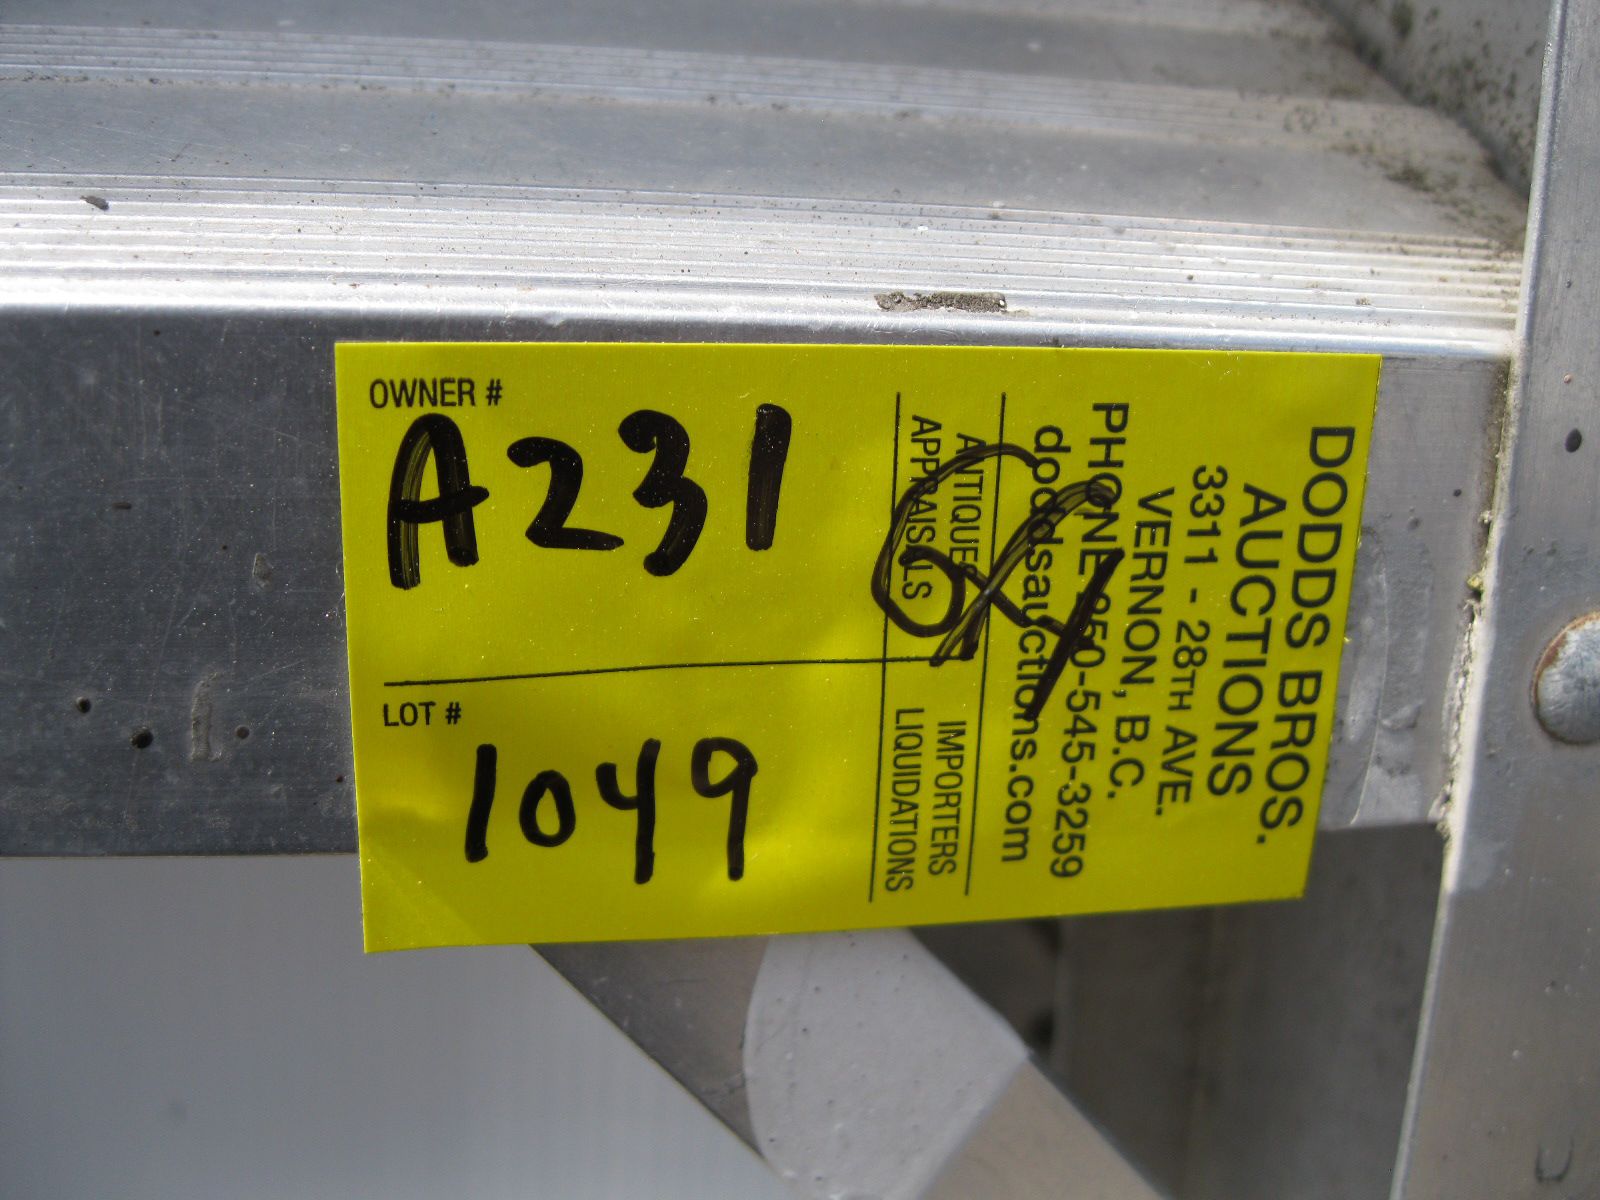 OWNER #
A231
LOT #
1049
DODDS BROS.
AUCTIONS
3311 - 28TH AVE.
VERNON, B.C.
PHONE 250-545-3259
doddsauctions.com
ANTIQUES IMPORTERS
APPRAISALS LIQUIDATIONS